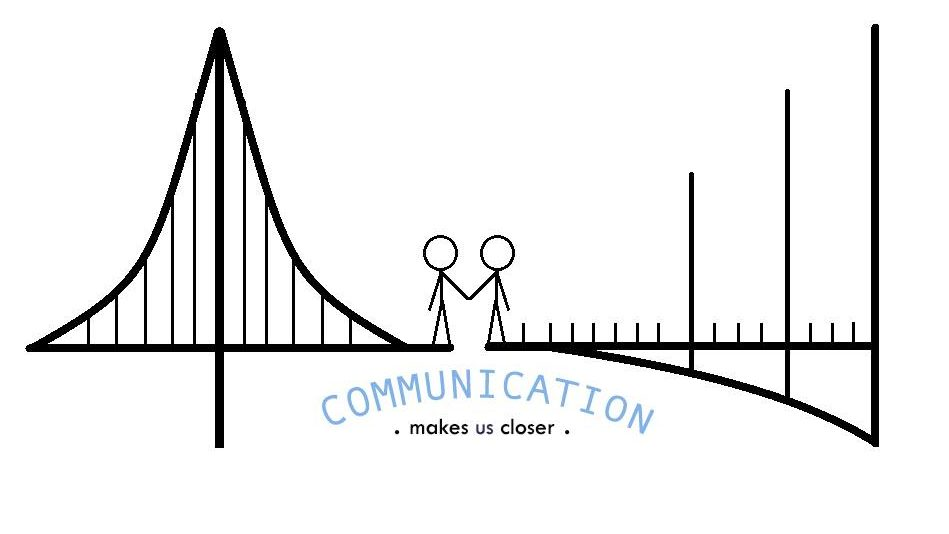 COMMUNICATION
. makes us closer .